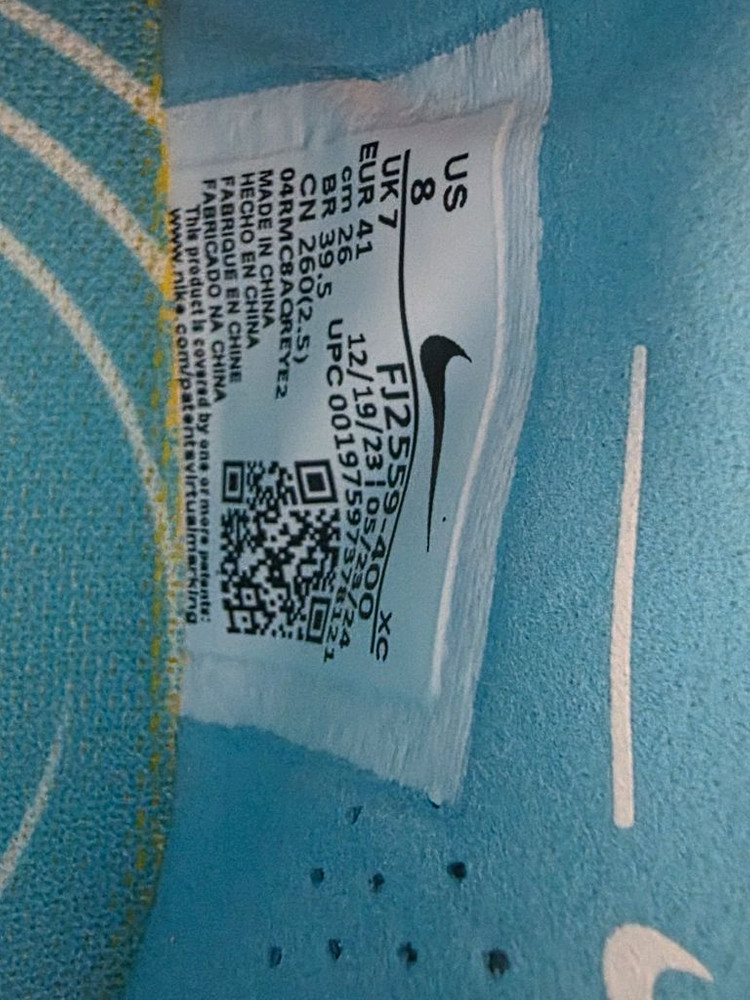 US
8
UK 7
EUR 41
cm 26
BR 39.5
CN 260(2.5)
04RMC8AQREYE2
MADE IN CHINA
HECHO EN CHINA
FABRIQUE EN CHINE
FABRICADO NA CHINA
This product is covered by one or more patents:
www.nike.com/patentsvirtualmarking
FJ2559-400 XC
12/19/23 | 05/23/24
UPC 00197597378121